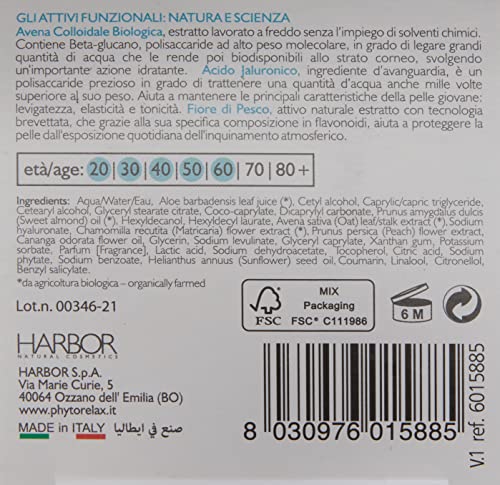 GLI ATTIVI FUNZIONALI: NATURA E SCIENZA
Avena Colloidale Biologica, estratto lavorato a freddo senza l'impiego di solventi chimici.
Contiene Beta-glucano, polisaccaride ad alto peso molecolare, in grado di legare grandi
quantità di acqua che le rende poi biodisponibili allo strato corneo, svolgendo
un'importante azione idratante. Acido Jaluronico, ingrediente d'avanguardia, è un
polisaccaride prezioso in grado di trattenere una quantità d'acqua anche mille volte
superiore al suo peso. Aiuta a mantenere le principali caratteristiche della pelle giovane:
levigatezza, elasticità e tonicità. Fiore di Pesco, attivo naturale estratto con tecnologia
brevettata, che grazie alla sua specifica composizione in flavonoidi, aiuta a proteggere la
pelle dall'esposizione quotidiana dell'inquinamento atmosferico.
età/age: 20|30|40|50|60|70|80+
Ingredients: Aqua/Water/Eau, Aloe barbadensis leaf juice (*), Cetyl alcohol, Caprylic/capric triglyceride,
Cetearyl alcohol, Glyceryl stearate citrate, Coco-caprylate, Dicaprylyl carbonate, Prunus amygdalus dulcis
(Sweet almond) oil (*), Hexyldecanol, Hexyldecyl laurate, Avena sativa (Oat) leaf/stalk extract (*), Sodium
hyaluronate, Chamomilla recutita (Matricaria) flower extract (*), Prunus persica (Peach) flower extract,
Cananga odorata flower oil, Glycerin, Sodium levulinate, Glyceryl caprylate, Xanthan gum, Potassium
sorbate, Parfum [Fragrance], Lactic acid, Sodium dehydroacetate, Tocopherol, Citric acid, Sodium
phytate, Sodium benzoate, Helianthus annuus (Sunflower) seed oil, Coumarin, Linalool, Citronellol,
Benzyl salicylate.
*da agricoltura biologica – organically farmed
Lot.n. 00346-21
FSC
MIX
Packaging
FSC® C111986
6 M
HARBOR
NATURAL COSMETICS
HARBOR S.p.A.
Via Marie Curie, 5
40064 Ozzano dell' Emilia (BO)
www.phytorelax.it
MADE in ITALY صنع في ايطاليا
8 030976 015885
V.1 ref. 6015885